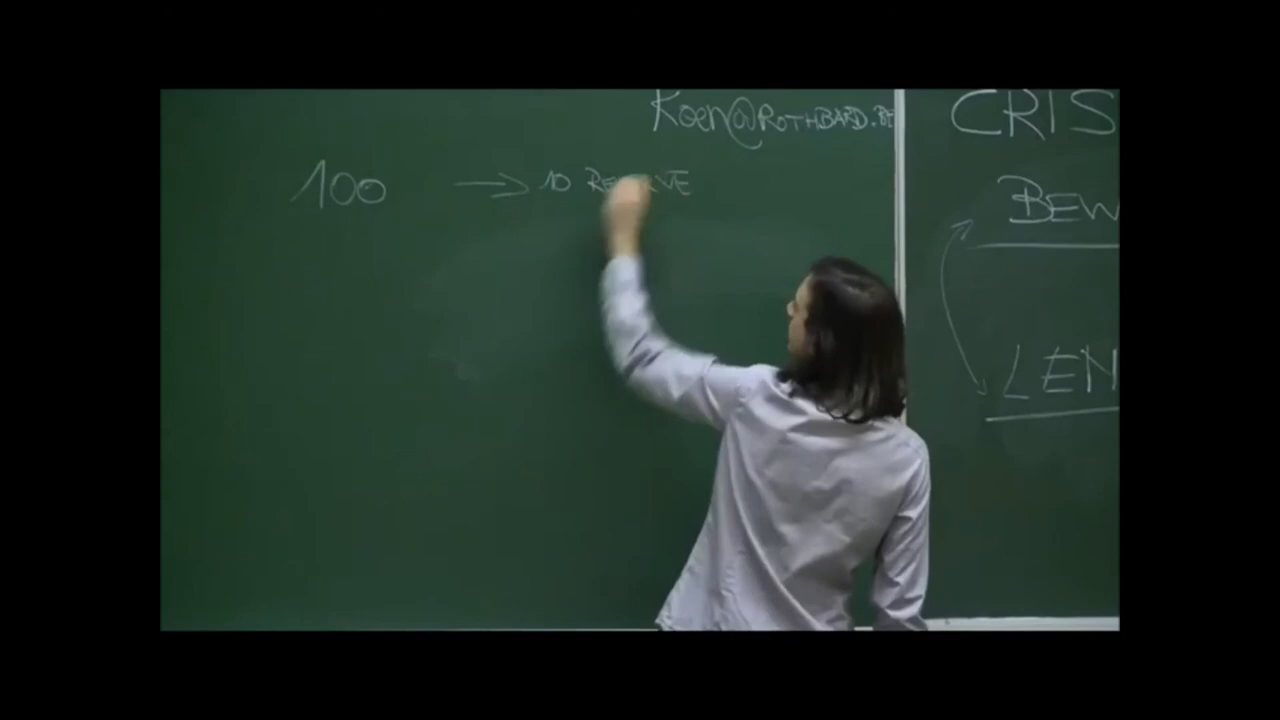 Koen@ROTHBARD.BE
100 → 10 RESERVE
CRIS
BEW
LEN